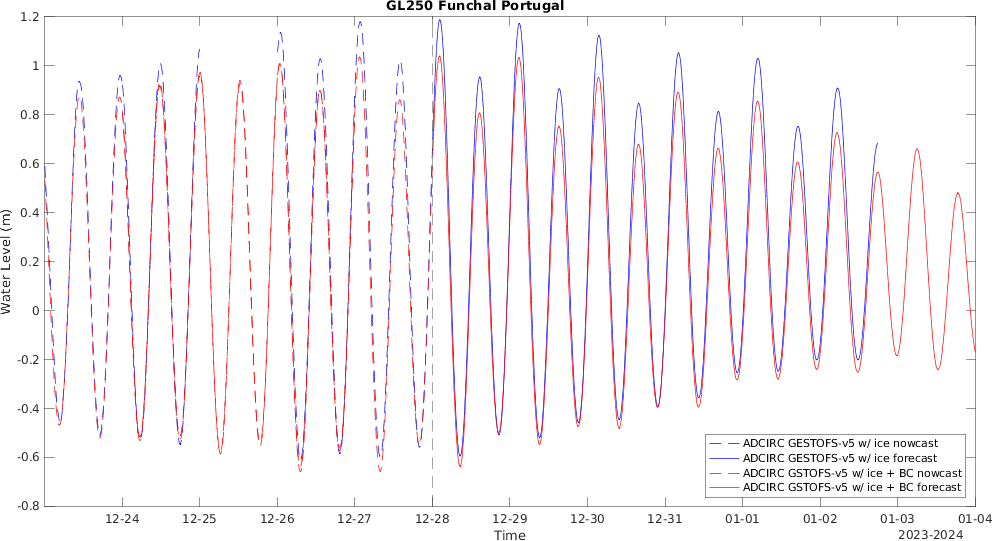 GL250 Funchal Portugal
1.2
1
0.8
0.6
0.4
0.2
0
-0.2
-0.4
-0.6
-0.8
Water Level (m)
ADCIRC GESTOFS-v5 w/ ice nowcast
ADCIRC GESTOFS-v5 w/ ice forecast
ADCIRC GSTOFS-v5 w/ ice + BC nowcast
ADCIRC GSTOFS-v5 w/ ice + BC forecast
12-24 12-25 12-26 12-27 12-28 12-29 12-30 12-31 01-01 01-02 01-03 01-04
Time
2023-2024